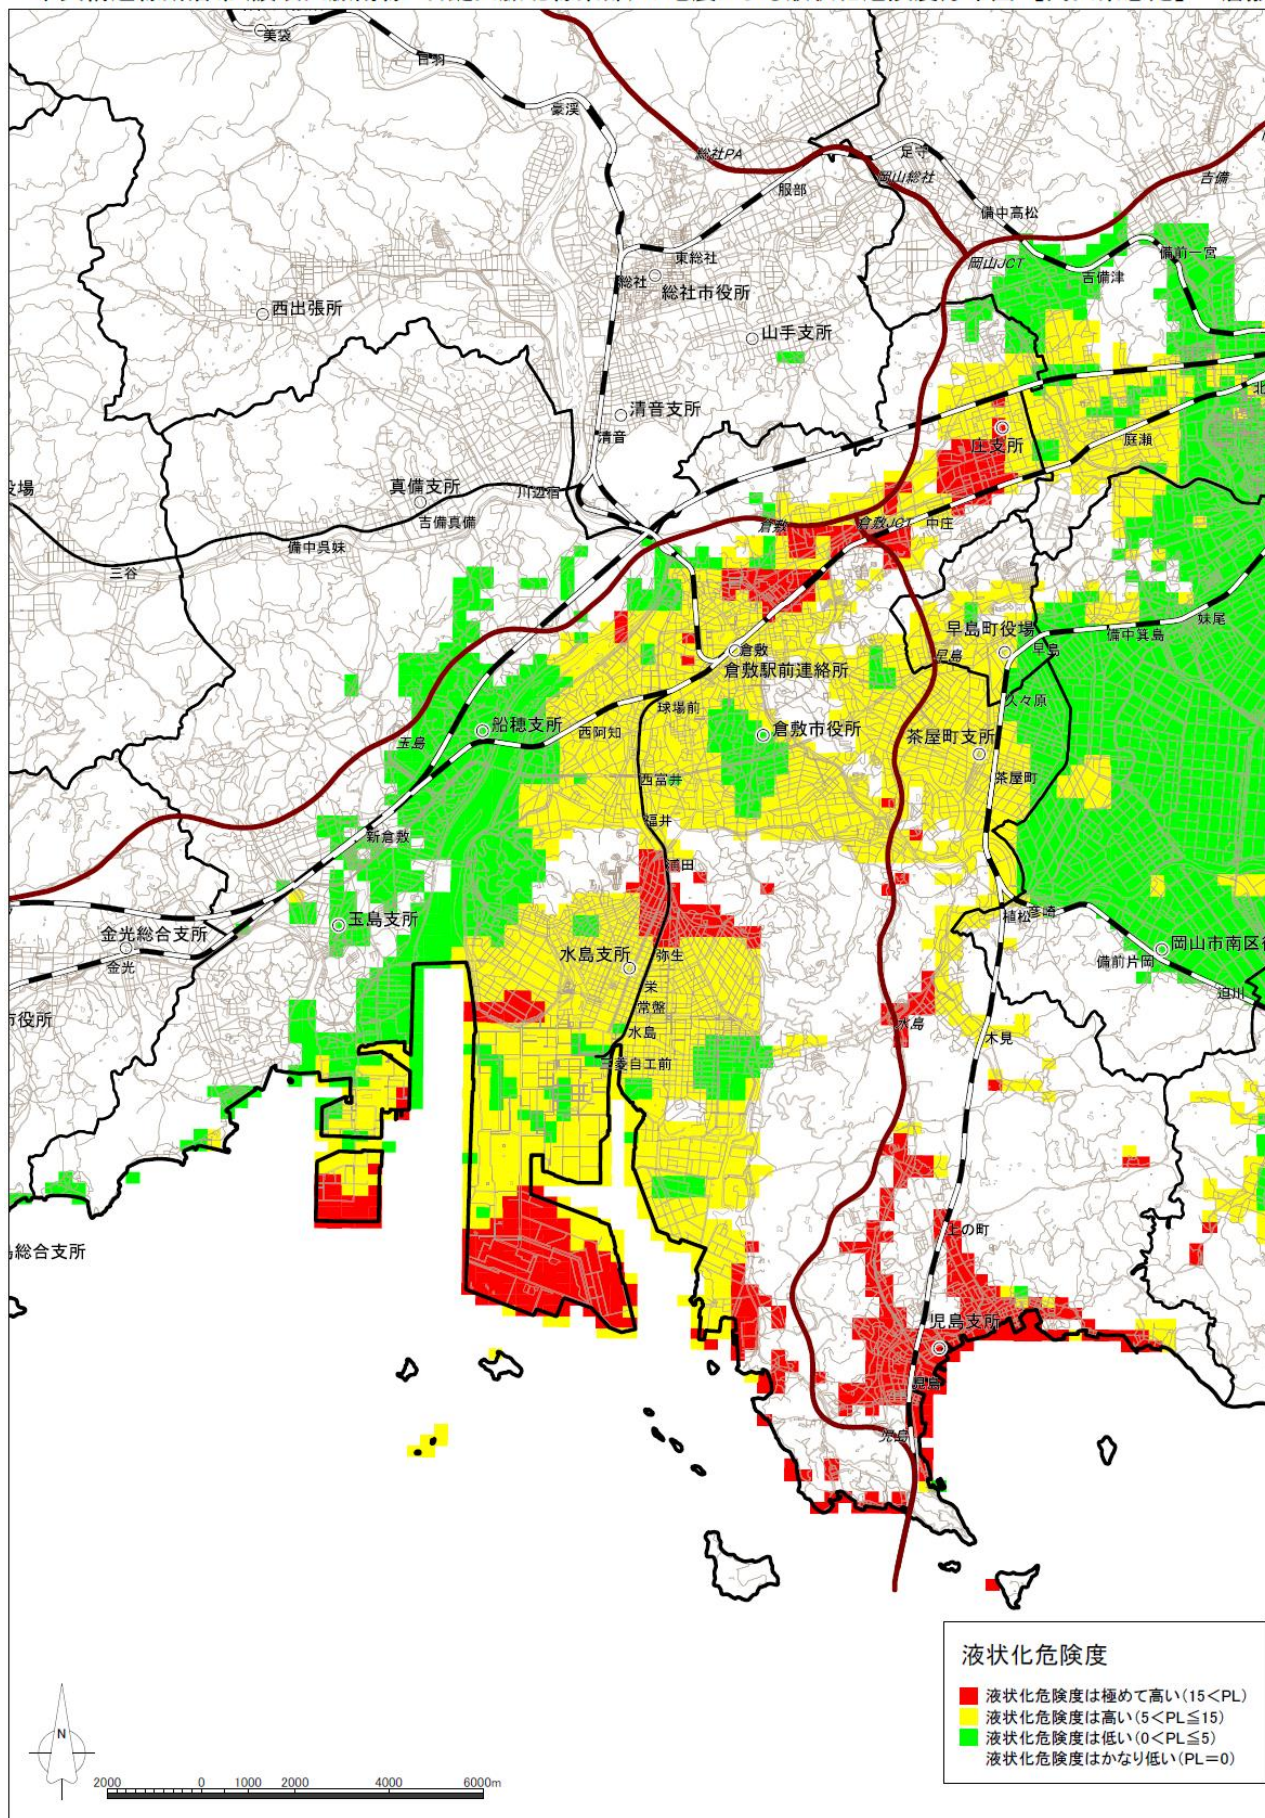 美袋
日羽
豪渓
総社PA
足守
岡山総社
服部
吉備
備中高松
東総社
岡山JCT
備前一宮
総社
総社市役所
吉備津
西出張所
山手支所
清音支所
北
清音
庄支所
庭瀬
役場
真備支所
川辺宿
吉備真備
倉敷
倉敷JCT
中庄
備中呉妹
三谷
妹尾
早島町役場
備中箕島
倉敷
早島
早島
倉敷駅前連絡所
久々原
球場前
船穂支所
西阿知
倉敷市役所
茶屋町支所
玉島
西富井
茶屋町
福井
新倉敷
浦田
玉島支所
植松
彦崎
金光総合支所
水島支所
弥生
岡山市南区役
金光
備前片岡
栄
迫川
常盤
市役所
水島
水島
木見
三菱自工前
上の町
島総合支所
児島支所
児島
児島
液状化危険度
液状化危険度は極めて高い(15<PL)
液状化危険度は高い(5<PL≦15)
液状化危険度は低い(0<PL≦5)
液状化危険度はかなり低い(PL=0)
N
2000 0 1000 2000 4000 6000m